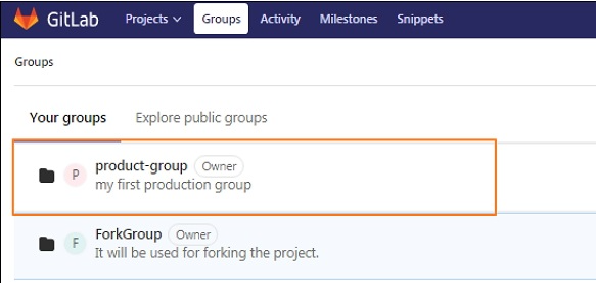 GitLab Projects Groups Activity Milestones Snippets
Groups
Your groups Explore public groups
P product-group Owner
my first production group
F ForkGroup Owner
It will be used for forking the project.